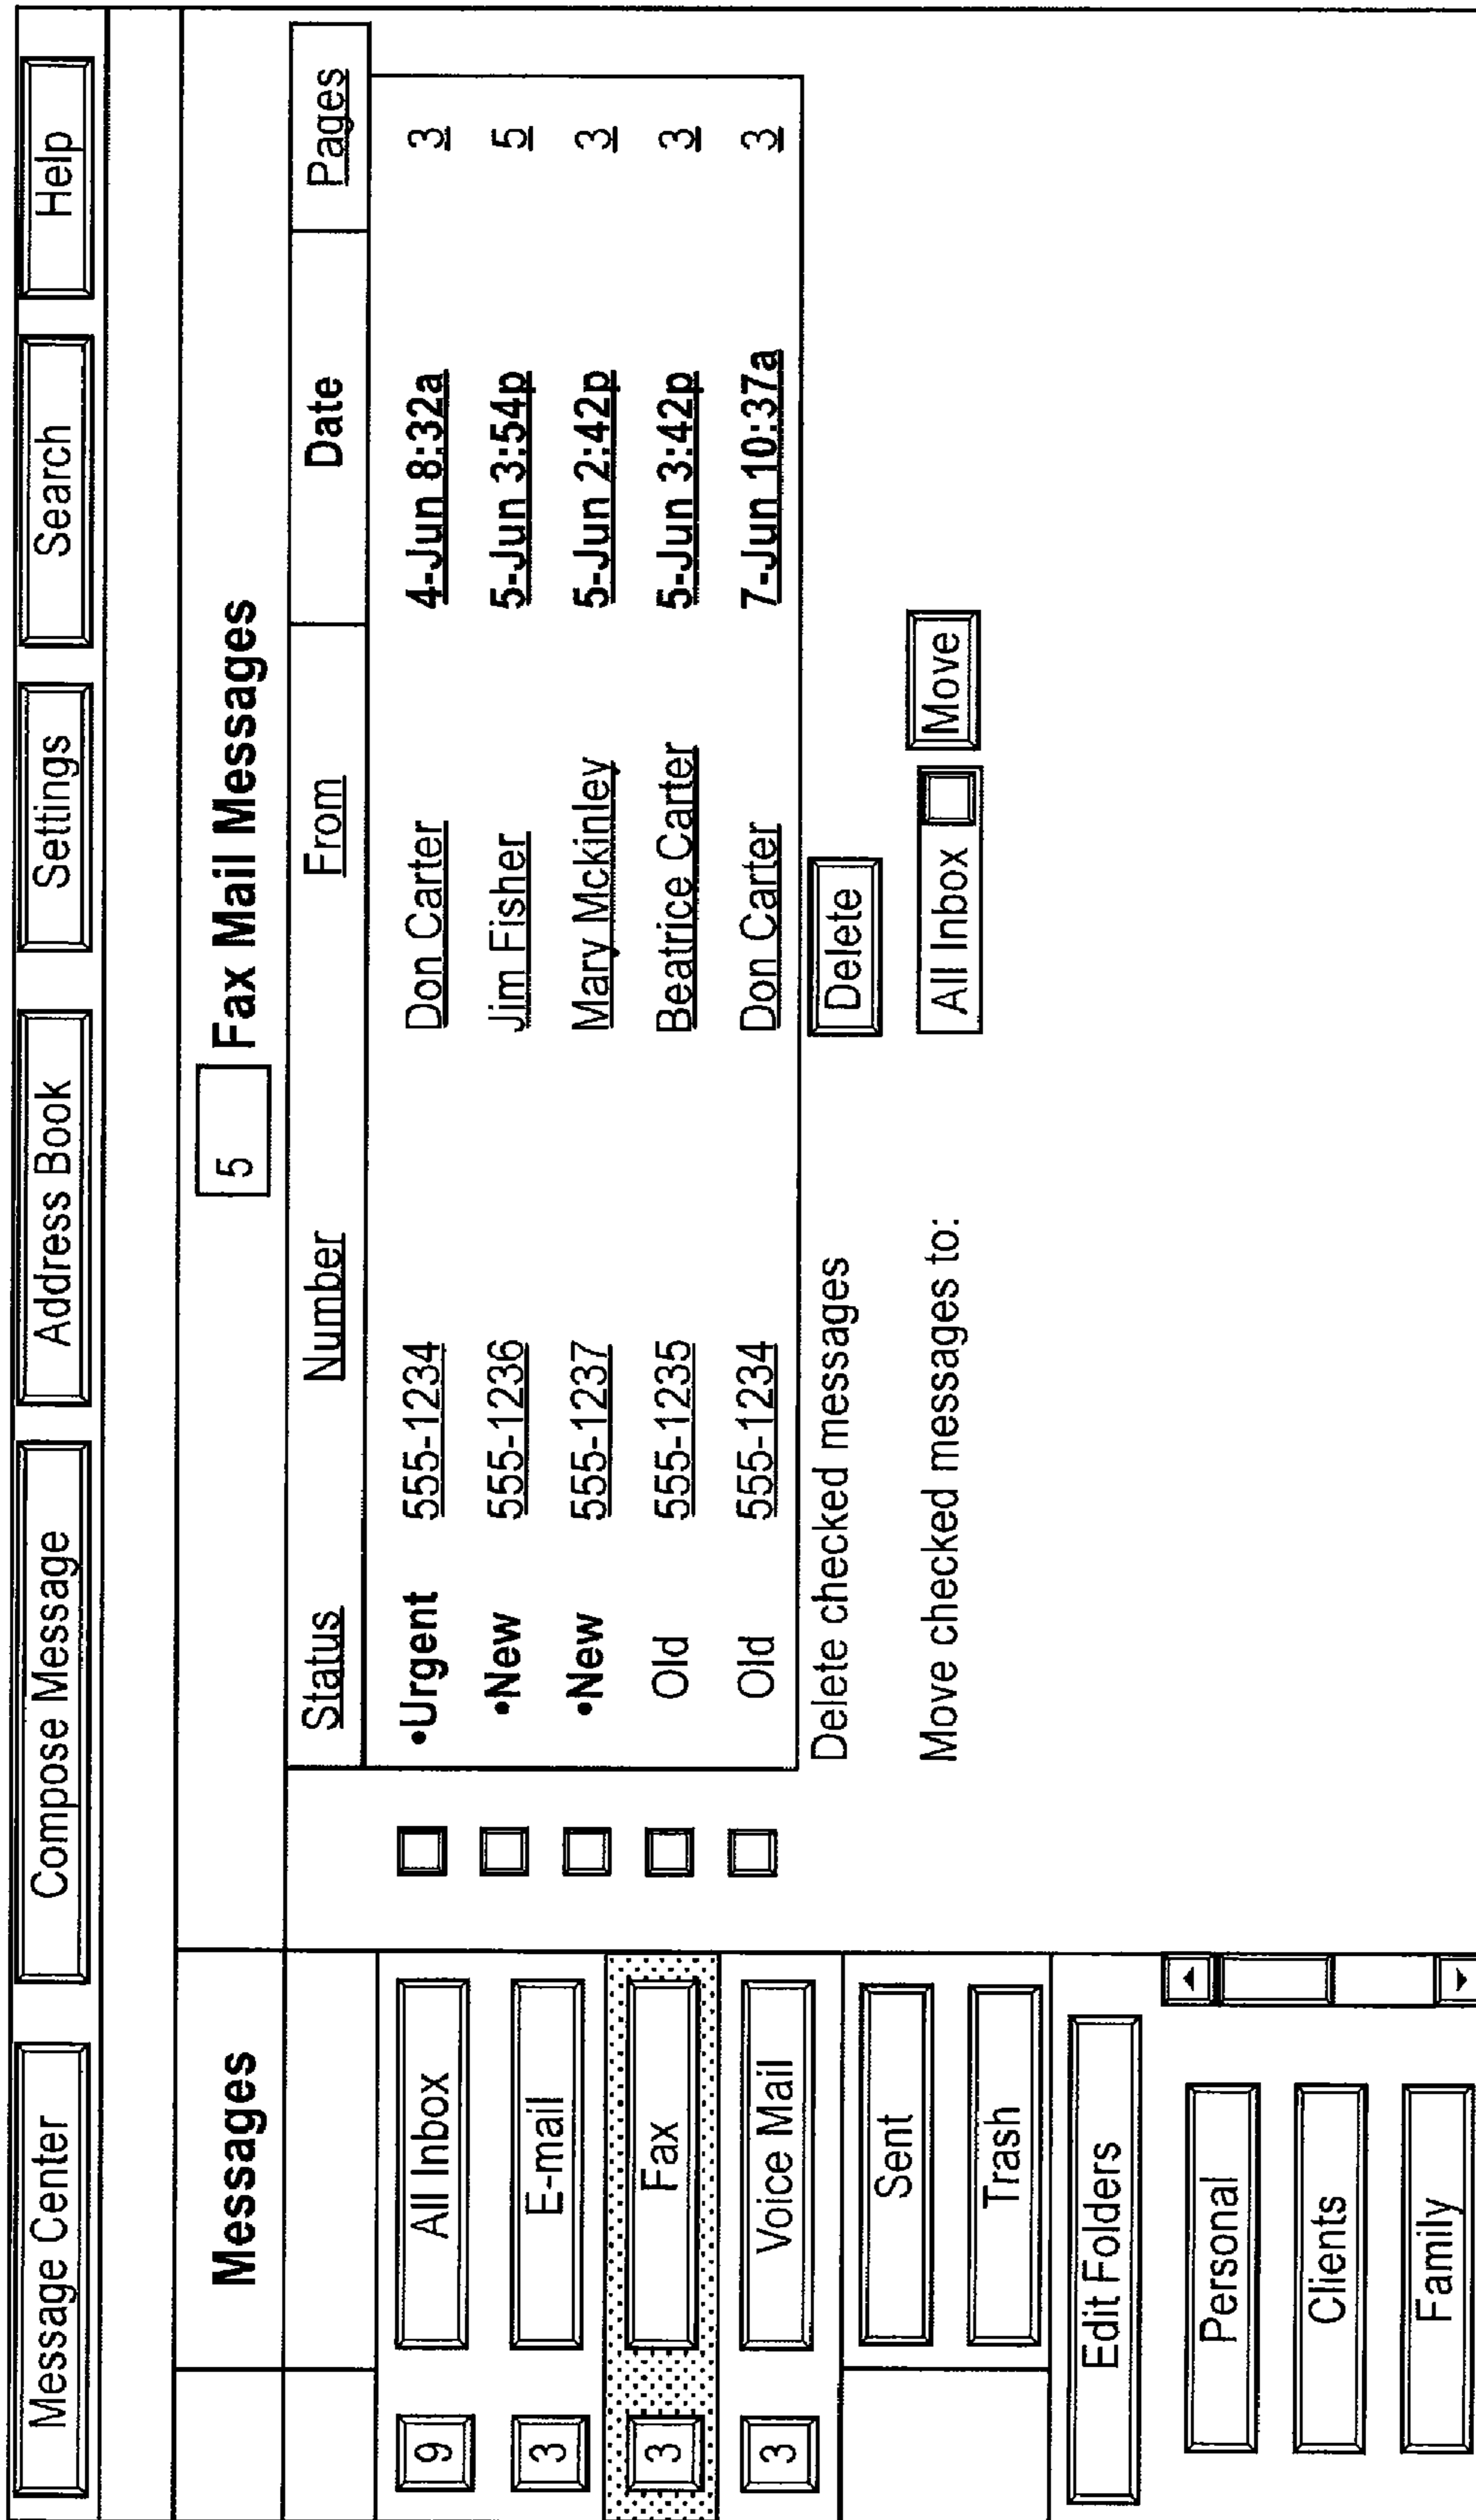 Message Center Compose Message Address Book Settings Search Help
Messages 5 Fax Mail Messages
Status Number From Date Pages
9 All Inbox
3 E-mail
3 Fax
3 Voice Mail
Sent
Trash
Edit Folders
Personal
Clients
Family
•Urgent 555-1234 Don Carter 4-Jun 8:32a 3
•New 555-1236 Jim Fisher 5-Jun 3:54p 5
•New 555-1237 Mary Mckinley 5-Jun 2:42p 3
Old 555-1235 Beatrice Carter 5-Jun 3:42p 3
Old 555-1234 Don Carter 7-Jun 10:37a 3
Delete checked messages Delete
Move checked messages to: All Inbox Move